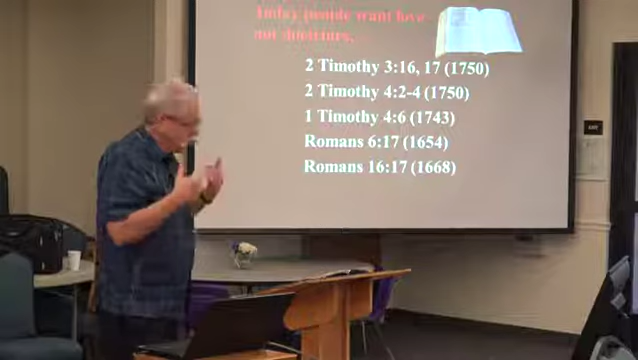 Today people want love
not doctrine.
2 Timothy 3:16, 17 (1750)
2 Timothy 4:2-4 (1750)
1 Timothy 4:6 (1743)
Romans 6:17 (1654)
Romans 16:17 (1668)
EXIT